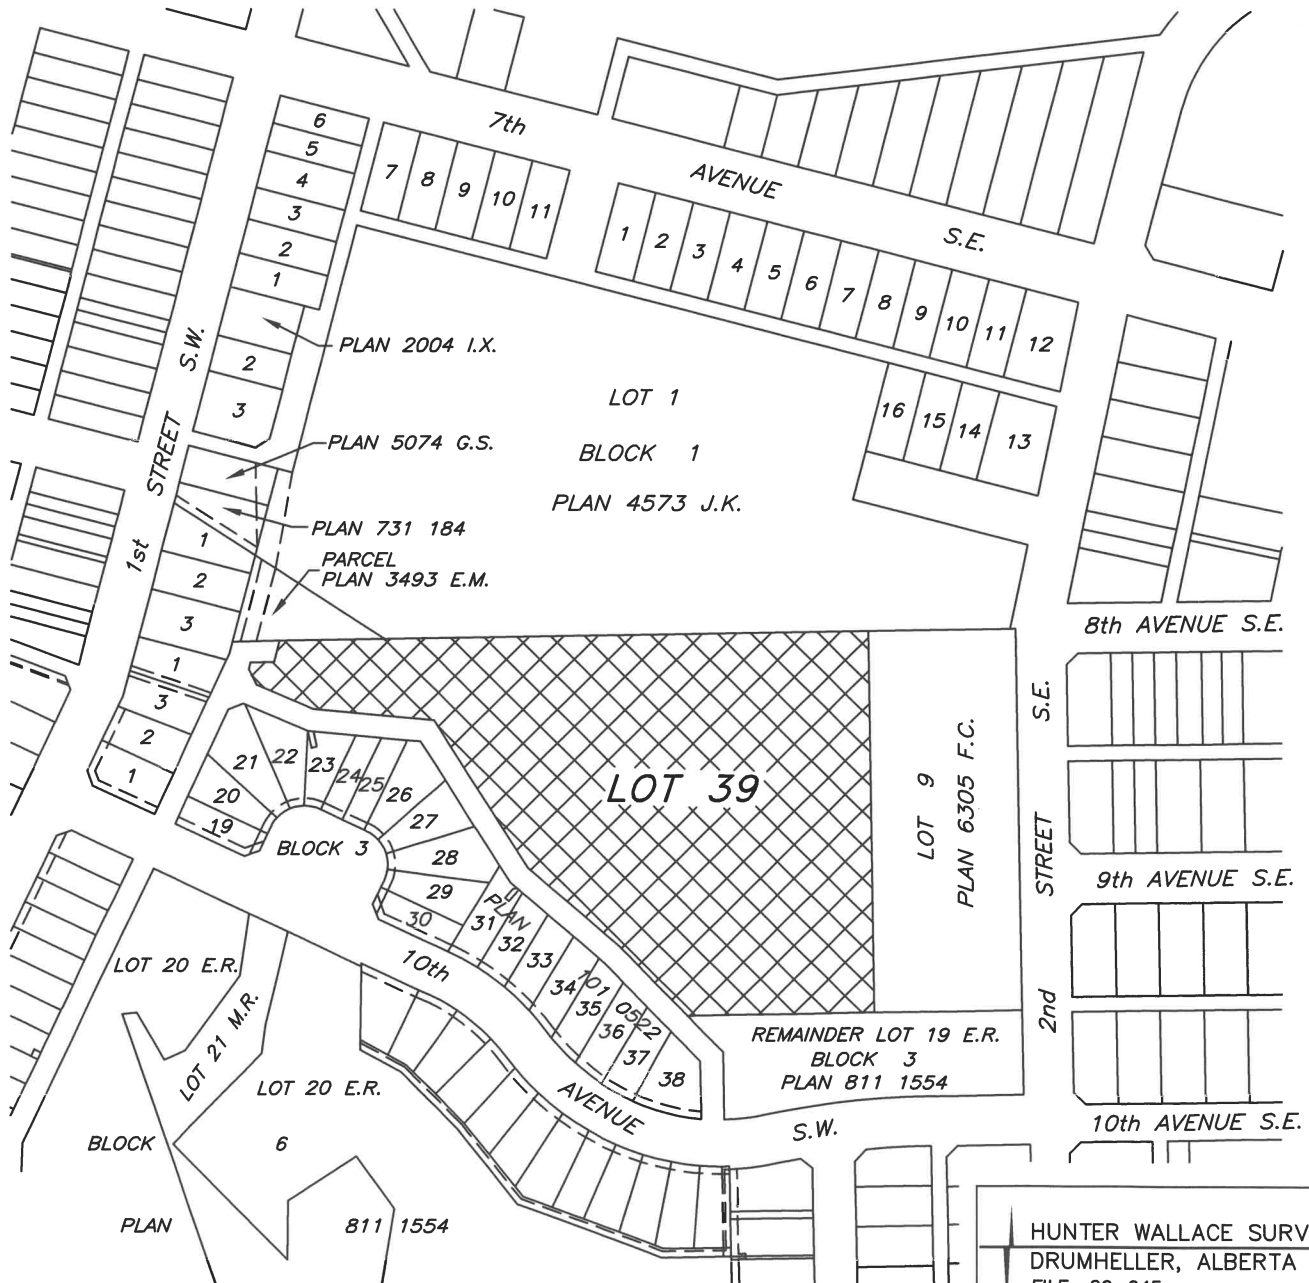 7th
AVENUE
S.E.
6
5
4
3
2
1
7
8
9
10
11
1
2
3
4
5
6
7
8
9
10
11
12
16
15
14
13
PLAN 2004 I.X.
2
3
S.W.
STREET
1st
LOT 1
BLOCK 1
PLAN 4573 J.K.
PLAN 5074 G.S.
PLAN 731 184
PARCEL
PLAN 3493 E.M.
1
2
3
1
3
2
1
8th AVENUE S.E.
S.E.
STREET
2nd
LOT 39
LOT 9
PLAN 6305 F.C.
21
22
23
24
25
26
20
19
27
28
29
30
BLOCK 3
PLAN
31
32
33
34
35
36
37
38
101 0522
9th AVENUE S.E.
10th
AVENUE
S.W.
REMAINDER LOT 19 E.R.
BLOCK 3
PLAN 811 1554
10th AVENUE S.E.
LOT 20 E.R.
LOT 21 M.R.
LOT 20 E.R.
BLOCK 6
PLAN 811 1554
HUNTER WALLACE SURV
DRUMHELLER, ALBERTA